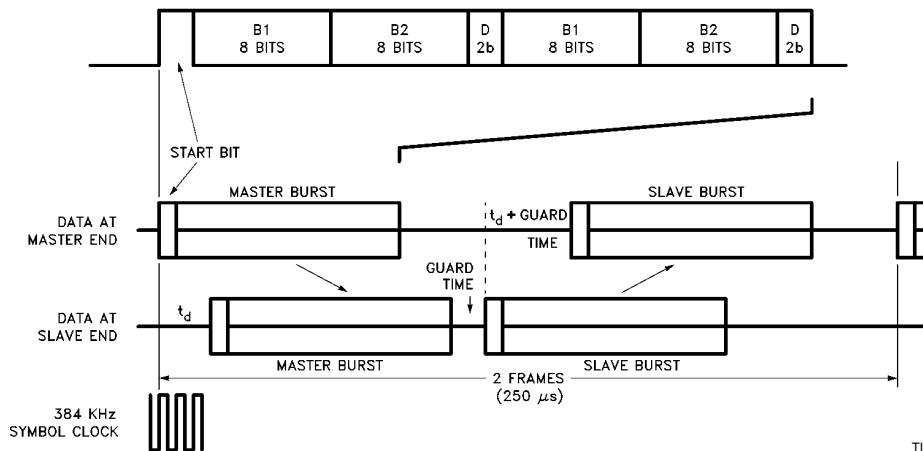 B1
8 BITS
B2
8 BITS
D
2b
B1
8 BITS
B2
8 BITS
D
2b
START BIT
MASTER BURST
SLAVE BURST
DATA AT
MASTER END
td + GUARD
TIME
GUARD
TIME
td
DATA AT
SLAVE END
MASTER BURST
SLAVE BURST
2 FRAMES
(250 μs)
384 KHz
SYMBOL CLOCK